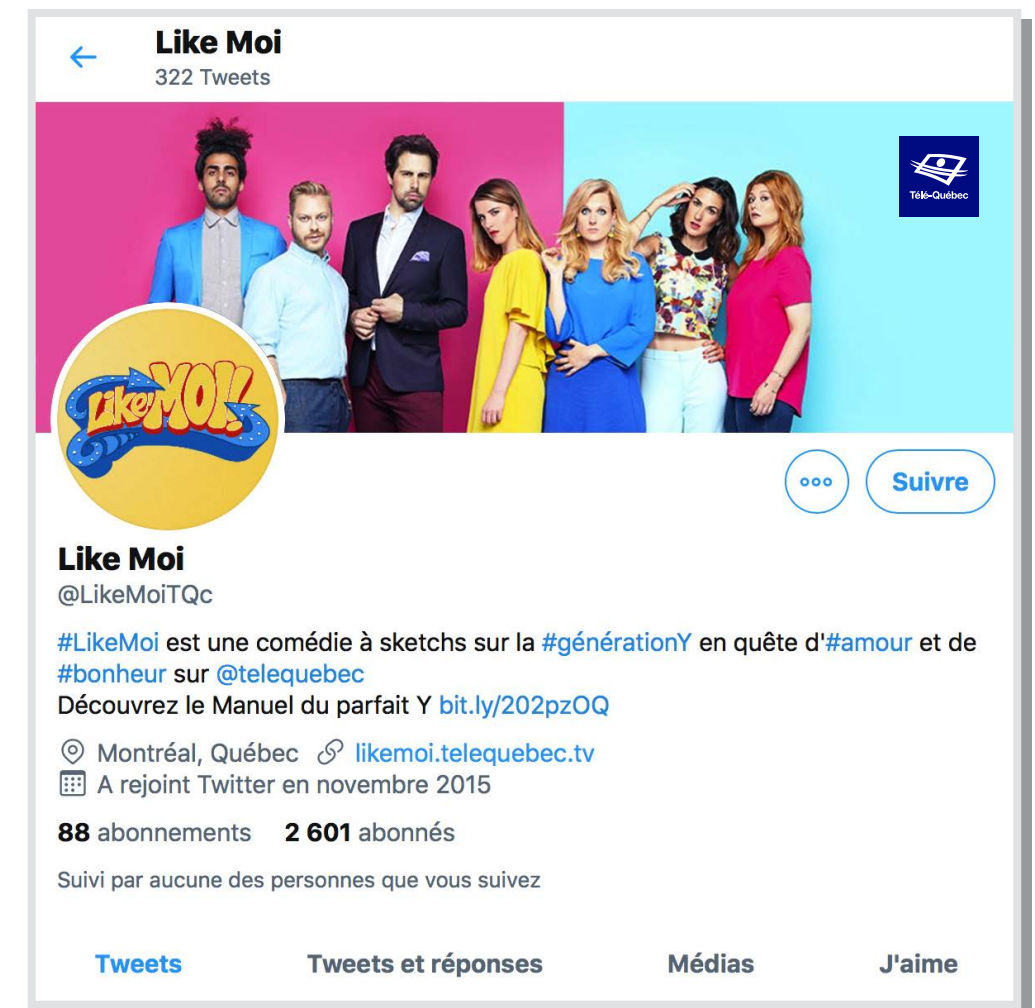 Like Moi
322 Tweets
Télé-Québec
LIKE MOI!
Suivre
Like Moi
@LikeMoiTQc
#LikeMoi est une comédie à sketchs sur la #générationY en quête d'#amour et de
#bonheur sur @telequebec
Découvrez le Manuel du parfait Y bit.ly/202pzOQ
Montréal, Québec likemoi.telequebec.tv
A rejoint Twitter en novembre 2015
88 abonnements 2 601 abonnés
Suivi par aucune des personnes que vous suivez
Tweets Tweets et réponses Médias J'aime